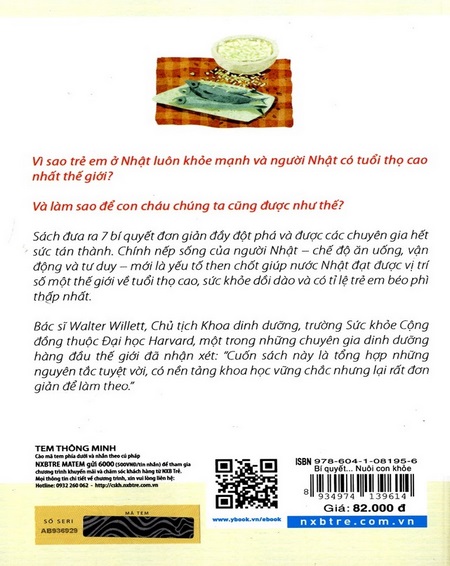 Vì sao trẻ em ở Nhật luôn khỏe mạnh và người Nhật có tuổi thọ cao
nhất thế giới?
Và làm sao để con cháu chúng ta cũng được như thế?
Sách đưa ra 7 bí quyết đơn giản đầy đột phá và được các chuyên gia hết
sức tán thành. Chính nếp sống của người Nhật – chế độ ăn uống, vận
động và tư duy – mới là yếu tố then chốt giúp nước Nhật đạt được vị trí
số một thế giới về tuổi thọ cao, sức khỏe dồi dào và có tỉ lệ trẻ em béo phì
thấp nhất.
Bác sĩ Walter Willett, Chủ tịch Khoa dinh dưỡng, trường Sức khỏe Cộng
đồng thuộc Đại học Harvard, một trong những chuyên gia dinh dưỡng
hàng đầu thế giới đã nhận xét: "Cuốn sách này là tổng hợp những
nguyên tắc tuyệt vời, có nền tảng khoa học vững chắc nhưng lại rất đơn
giản để làm theo."
TEM THÔNG MINH
Cào mã tem phía dưới và nhắn theo cú pháp
NXBTRE MATEM gửi 6000 (500VNĐ/tin nhắn) để tham gia
chương trình khuyến mãi và chăm sóc khách hàng từ NXB Trẻ.
Mọi thông tin chi tiết về chương trình, xin vui lòng liên hệ:
Hotline: 0932 260 062 - http://cskh.nxbtre.com.vn
MÃ TEM
SỐ SERI
AB936929
www.ybook.vn/ebook
ISBN 978-604-1-08195-6
Bí quyết... Nuôi con khỏe
8 934974 139614
Giá: 82.000 đ
nxbtre.com.vn